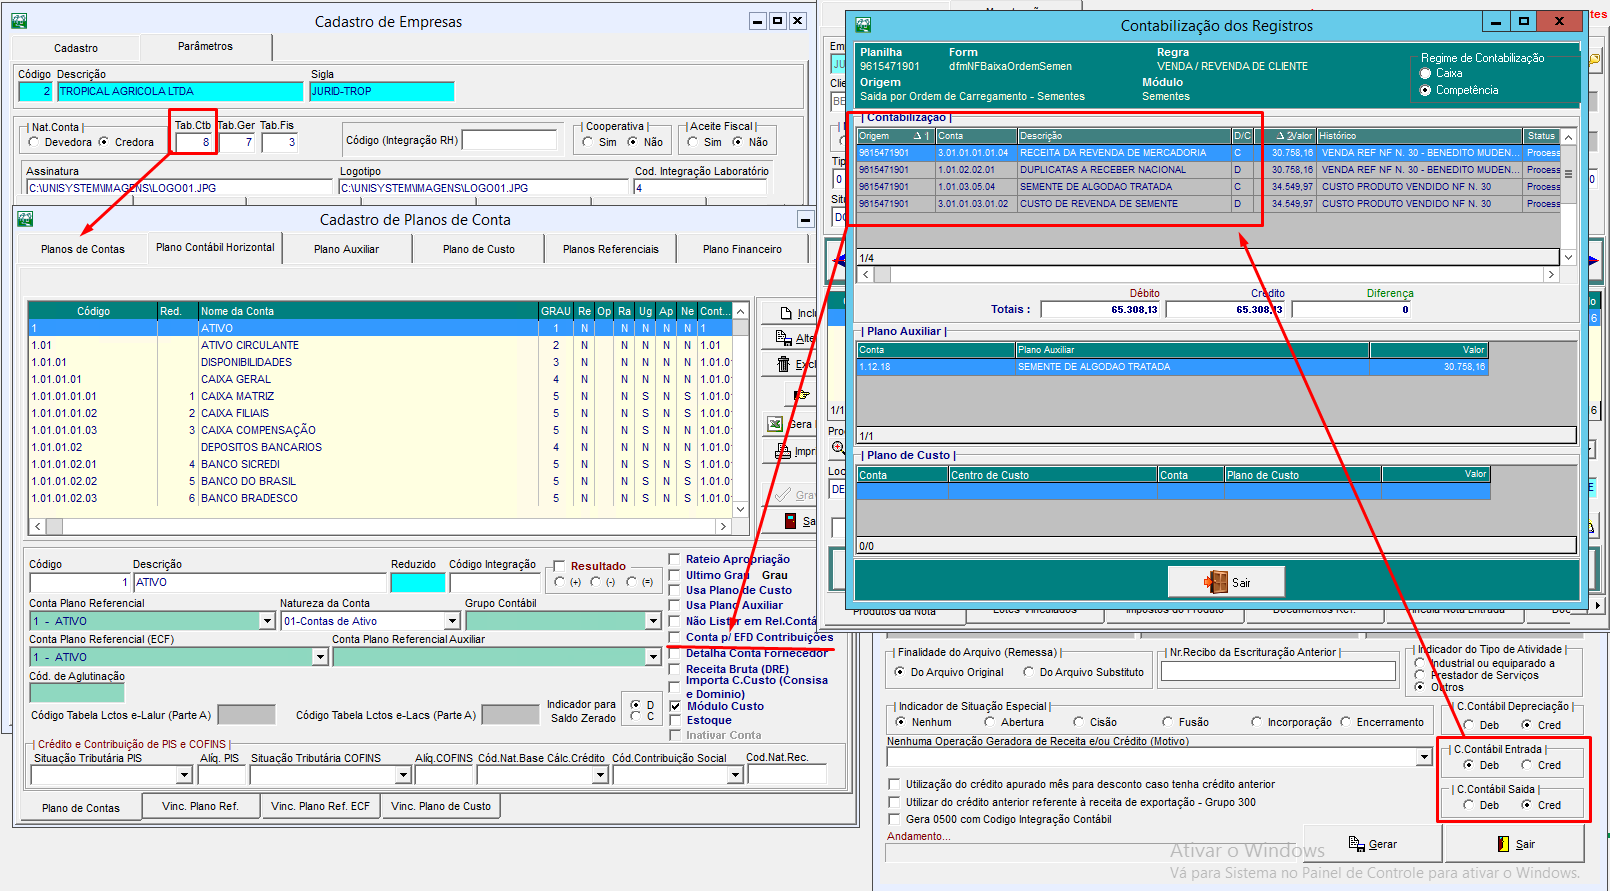 Cadastro de Empresas
Cadastro
Parâmetros
Código Descrição
Sigla
2 TROPICAL AGRICOLA LTDA
JURID-TROP
Nat.Conta
Devedora Credora
Tab.Ctb Tab.Ger Tab.Fis
8 7 3
Código (Integração RH)
Cooperativa
Sim Não
Aceite Fiscal
Sim Não
Assinatura
Logotipo
Cod. Integração Laboratório
C:\UNISYSTEM\IMAGENS\LOGO01.JPG
C:\UNISYSTEM\IMAGENS\LOGO01.JPG
4
Cadastro de Planos de Conta
Planos de Contas
Plano Contábil Horizontal
Plano Auxiliar
Plano de Custo
Planos Referenciais
Plano Financeiro
Código Red. Nome da Conta GRAU Re Op Ra Ug Ap Ne Cont...
1 ATIVO 1 N N N N N 1
1.01 ATIVO CIRCULANTE 2 N N N N N 1.01
1.01.01 DISPONIBILIDADES 3 N N N N N 1.01.0
1.01.01.01 CAIXA GERAL 4 N N N N N 1.01.0
1.01.01.01.01 1 CAIXA MATRIZ 5 N N S N S 1.01.0
1.01.01.01.02 2 CAIXA FILIAIS 5 N N S N S 1.01.0
1.01.01.01.03 3 CAIXA COMPENSAÇÃO 5 N N S N S 1.01.0
1.01.01.02 DEPOSITOS BANCARIOS 4 N N N N N 1.01.0
1.01.01.02.01 4 BANCO SICREDI 5 N N S N S 1.01.0
1.01.01.02.02 5 BANCO DO BRASIL 5 N N S N S 1.01.0
1.01.01.02.03 6 BANCO BRADESCO 5 N N S N S 1.01.0
Inclu
Alte
Excl
Gera
Impr
Grav
Sa
Código Descrição Reduzido Código Integração
1 ATIVO
Resultado
(+) (-) (=)
Conta Plano Referencial
Natureza da Conta
Grupo Contábil
1 - ATIVO
01-Contas de Ativo
Conta Plano Referencial (ECF)
Conta Plano Referencial Auxiliar
1 - ATIVO
Cód. de Aglutinação
Código Tabela Lctos e-Lalur (Parte A)
Código Tabela Lctos e-Lacs (Parte A)
Indicador para
Saldo Zerado
D
C
Rateio Apropriação
Ultimo Grau Grau
Usa Plano de Custo
Usa Plano Auxiliar
Não Listar em Rel.Contá
Conta p/ EFD Contribuições
Detalha Conta Fornecedor
Receita Bruta (DRE)
Importa C.Custo (Consisa
e Dominio)
Módulo Custo
Estoque
Inativar Conta
Crédito e Contribuição de PIS e COFINS
Situação Tributária PIS Alíq. PIS Situação Tributária COFINS Alíq.COFINS Cód.Nat.Base Cálc.Crédito Cód.Contribuição Social Cod.Nat.Rec.
Plano de Contas
Vinc. Plano Ref.
Vinc. Plano Ref. ECF
Vinc. Plano de Custo
Contabilização dos Registros
Planilha
9615471901
Form
dfmNFBaixaOrdemSemen
Regra
VENDA / REVENDA DE CLIENTE
Origem
Saida por Ordem de Carregamento - Sementes
Módulo
Sementes
Regime de Contabilização
Caixa
Competência
Contabilização
Origem 1 Conta Descrição D/C 2 Valor Histórico Status
9615471901 3.01.01.01.01.04 RECEITA DA REVENDA DE MERCADORIA C 30.758,16 VENDA REF NF N. 30 - BENEDITO MUDEN... Process
9615471901 1.01.02.02.01 DUPLICATAS A RECEBER NACIONAL D 30.758,16 VENDA REF NF N. 30 - BENEDITO MUDEN... Process
9615471901 1.01.03.05.04 SEMENTE DE ALGODAO TRATADA C 34.549,97 CUSTO PRODUTO VENDIDO NF N. 30 Process
9615471901 3.01.01.03.01.02 CUSTO DE REVENDA DE SEMENTE D 34.549,97 CUSTO PRODUTO VENDIDO NF N. 30 Process
1/4
Débito Crédito Diferença
Totais : 65.308,13 65.308,13 0
Plano Auxiliar
Conta Plano Auxiliar Valor
1.12.18 SEMENTE DE ALGODAO TRATADA 30.758,16
1/1
Plano de Custo
Conta Centro de Custo Conta Plano de Custo Valor
0/0
Sair
Produtos da Nota
Lotes Vinculados
Impostos do Produto
Documentos Ref.
Vincula Nota Entrada
Finalidade do Arquivo (Remessa)
Do Arquivo Original Do Arquivo Substituto
Nr.Recibo da Escrituração Anterior
Indicador do Tipo de Atividade
Industrial ou equiparado a
Prestador de Serviços
Outros
Indicador de Situação Especial
Nenhum Abertura Cisão Fusão Incorporação Encerramento
C.Contábil Depreciação
Deb Cred
Nenhuma Operação Geradora de Receita e/ou Crédito (Motivo)
C.Contábil Entrada
Deb Cred
C.Contábil Saida
Deb Cred
Utilização do crédito apurado mês para desconto caso tenha crédito anterior
Utilizar do crédito anterior referente à receita de exportação - Grupo 300
Gera 0500 com Codigo Integração Contábil
Andamento...
Gerar
Sair
Ativar o Windows
Vá para Sistema no Painel de Controle para ativar o Windows.